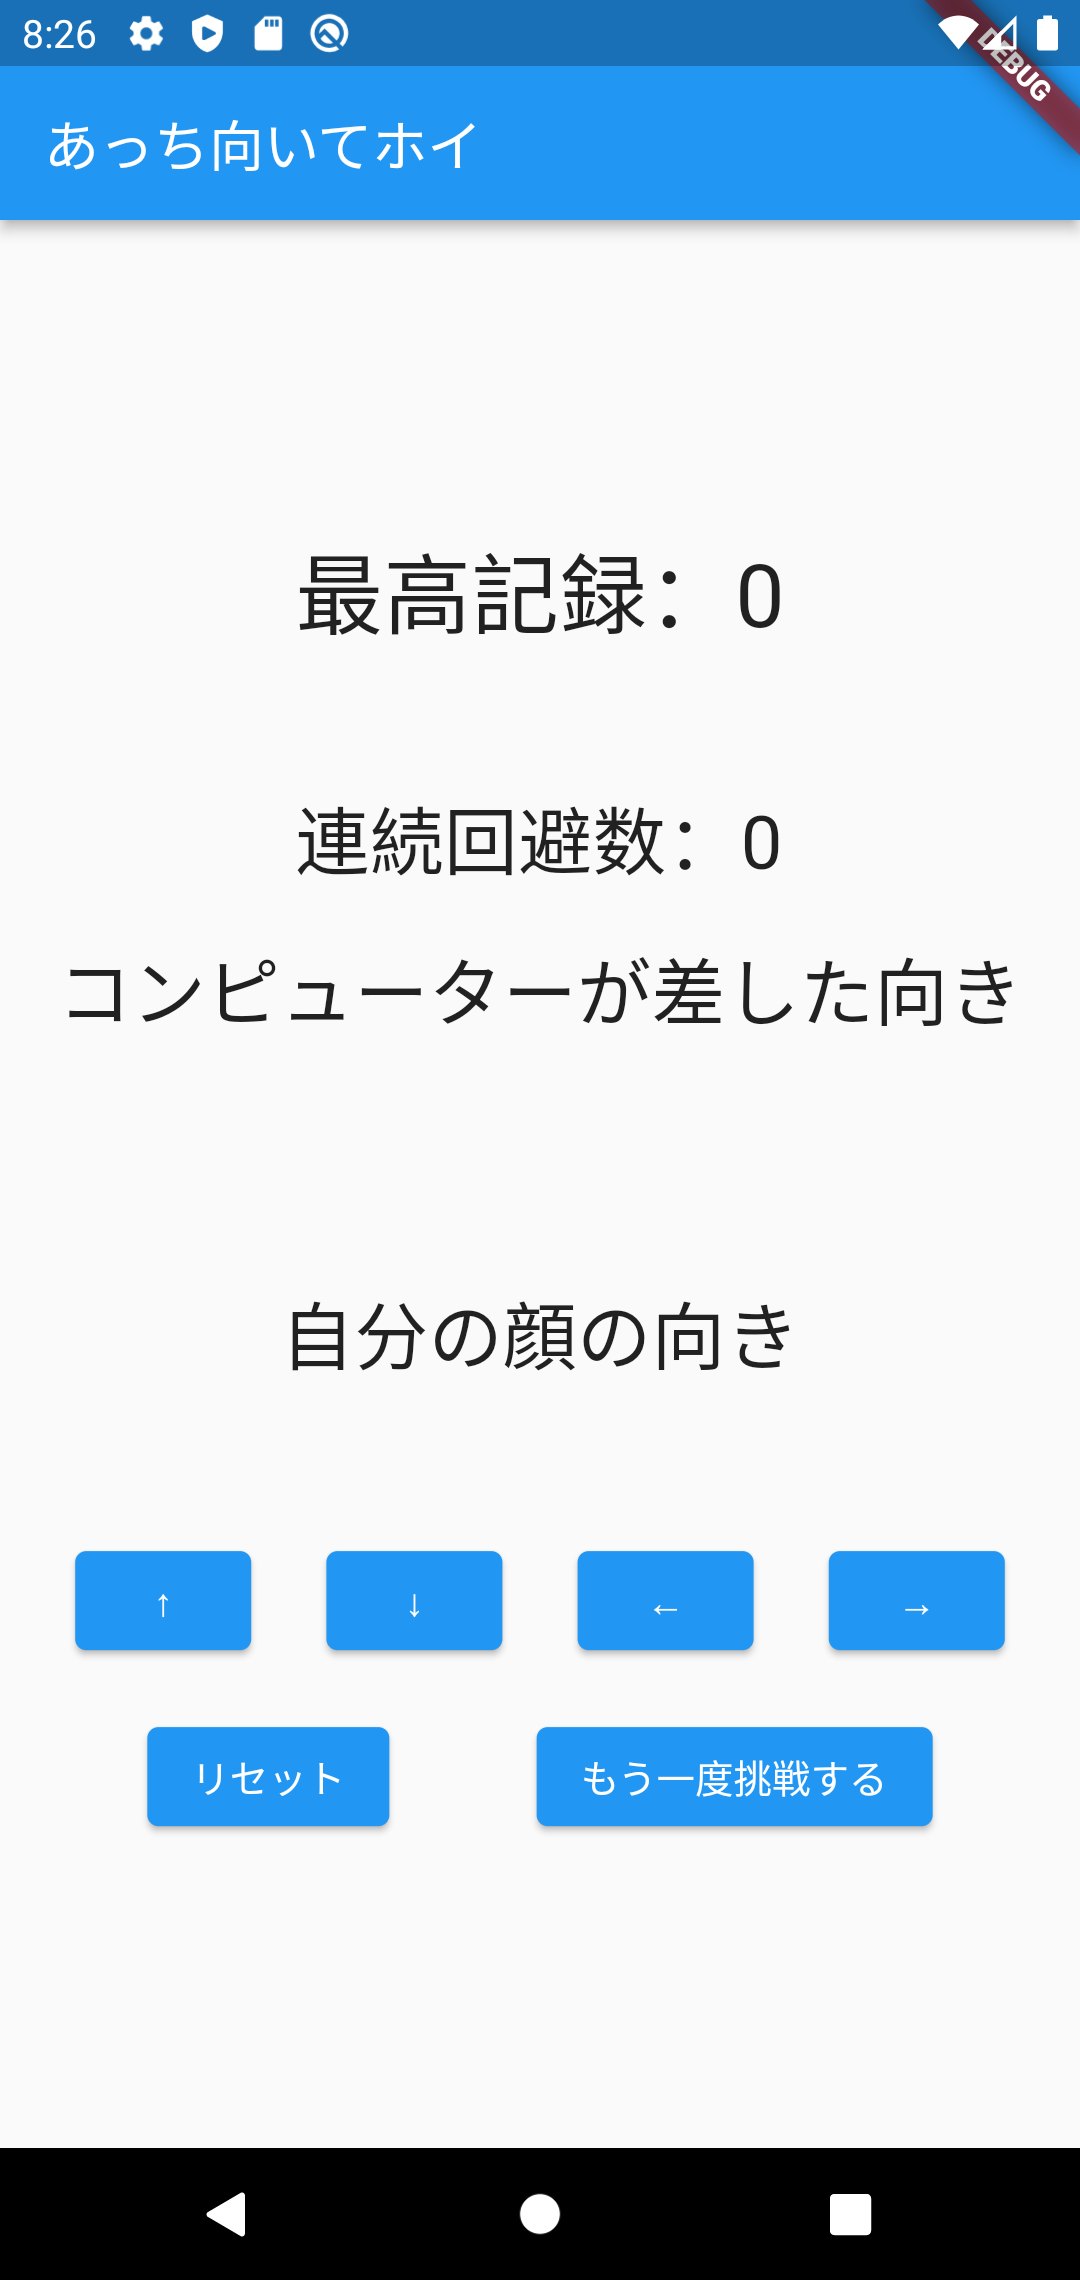 8:26
DEBUG
あっち向いてホイ
最高記録：0
連続回避数：0
コンピューターが差した向き
自分の顔の向き
↑ ↓ ← →
リセット もう一度挑戦する